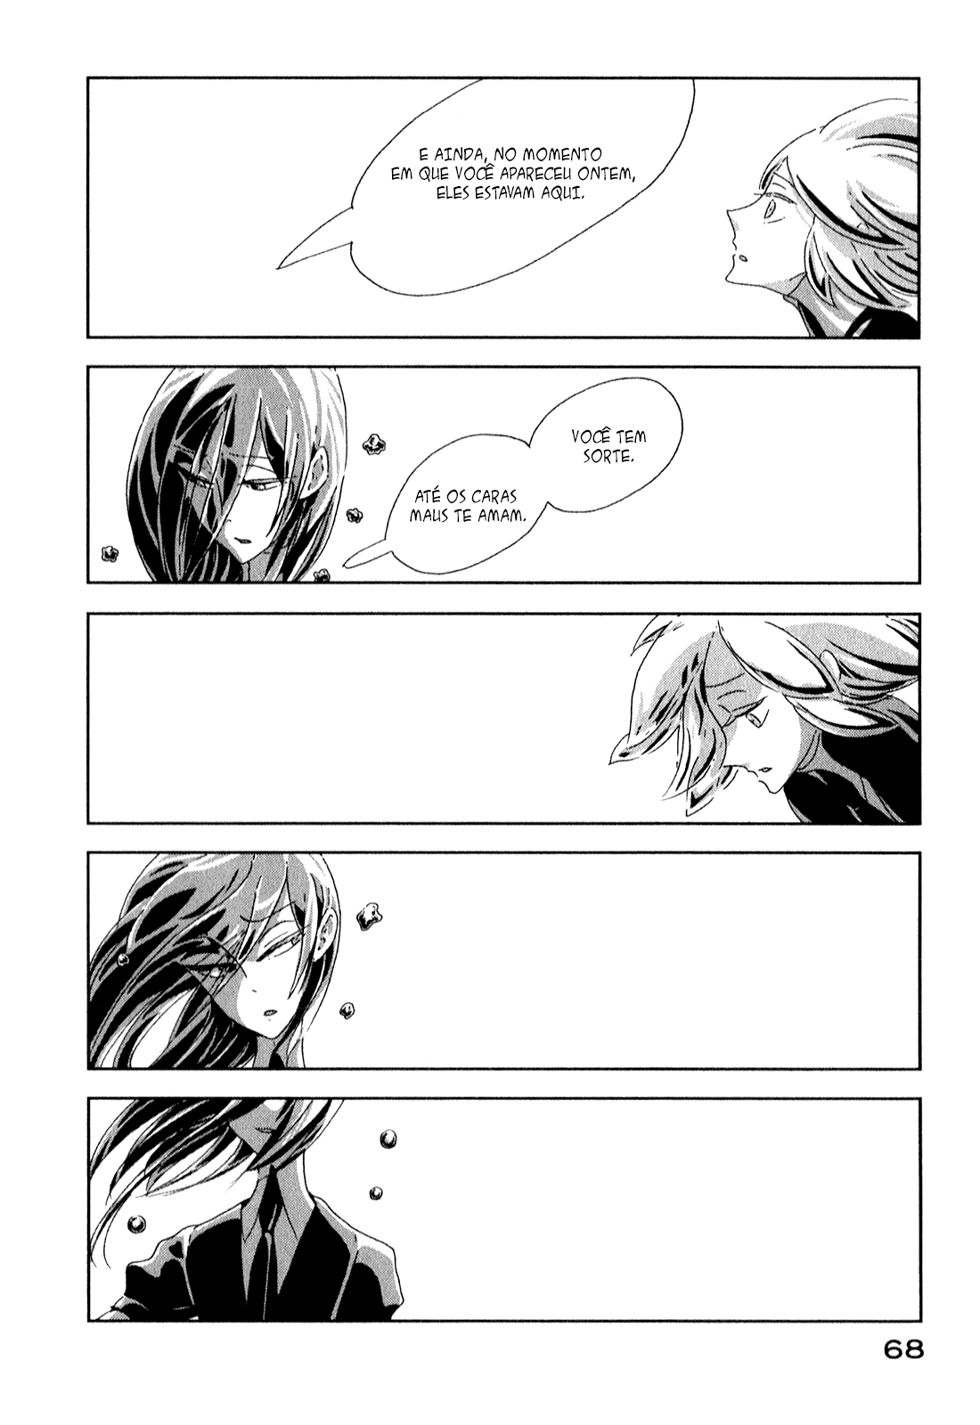 E AINDA, NO MOMENTO
EM QUE VOCÊ APARECEU ONTEM,
ELES ESTAVAM AQUI.
VOCÊ TEM
SORTE.
ATÉ OS CARAS
MAUS TE AMAM.
68